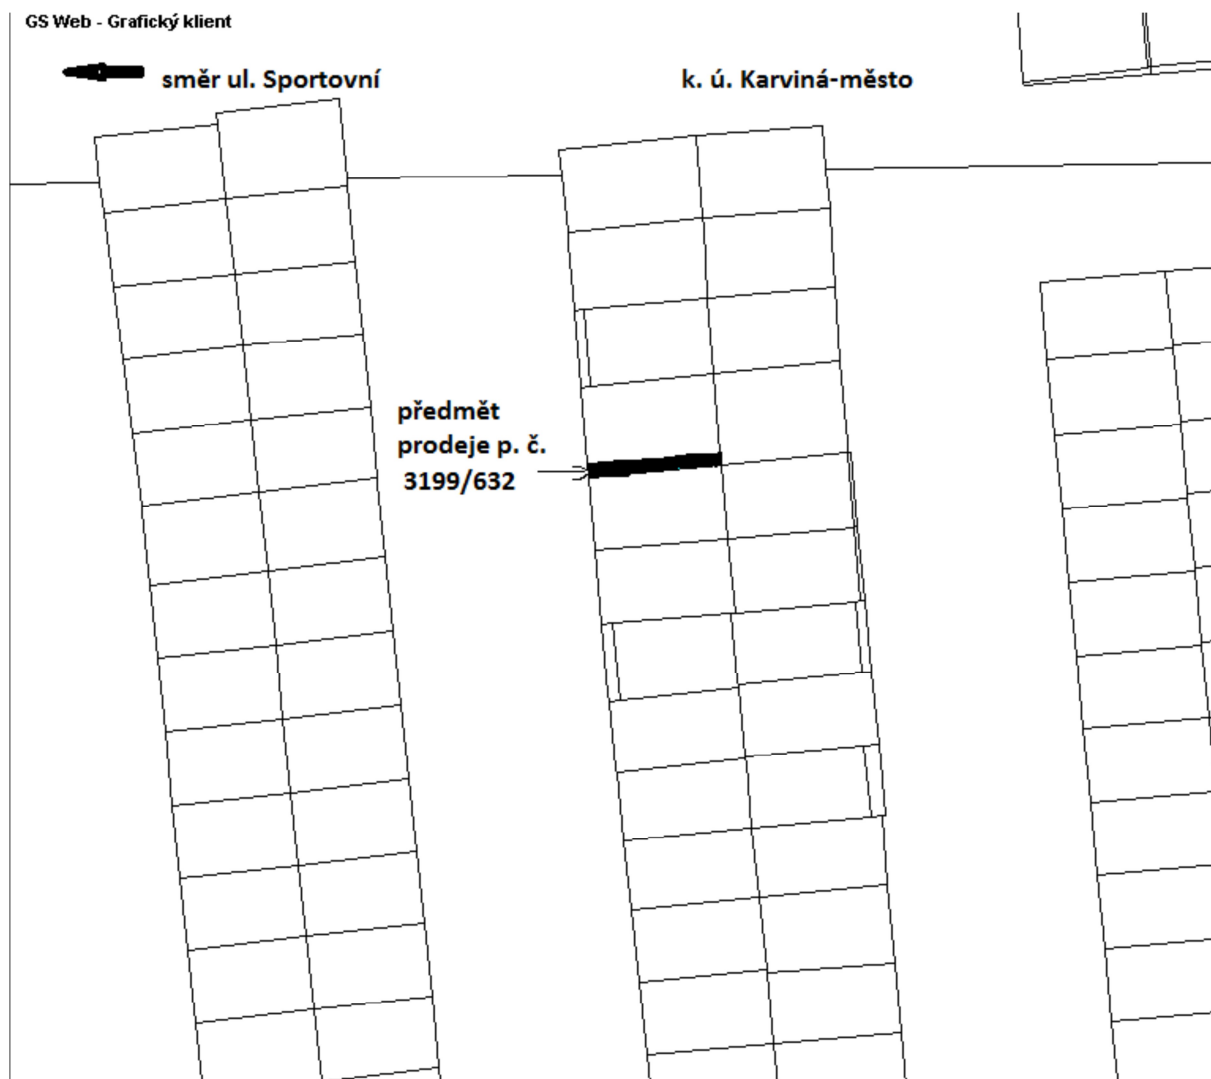 GS Web - Grafický klient
směr ul. Sportovní
k. ú. Karviná-město
předmět
prodeje p. č.
3199/632